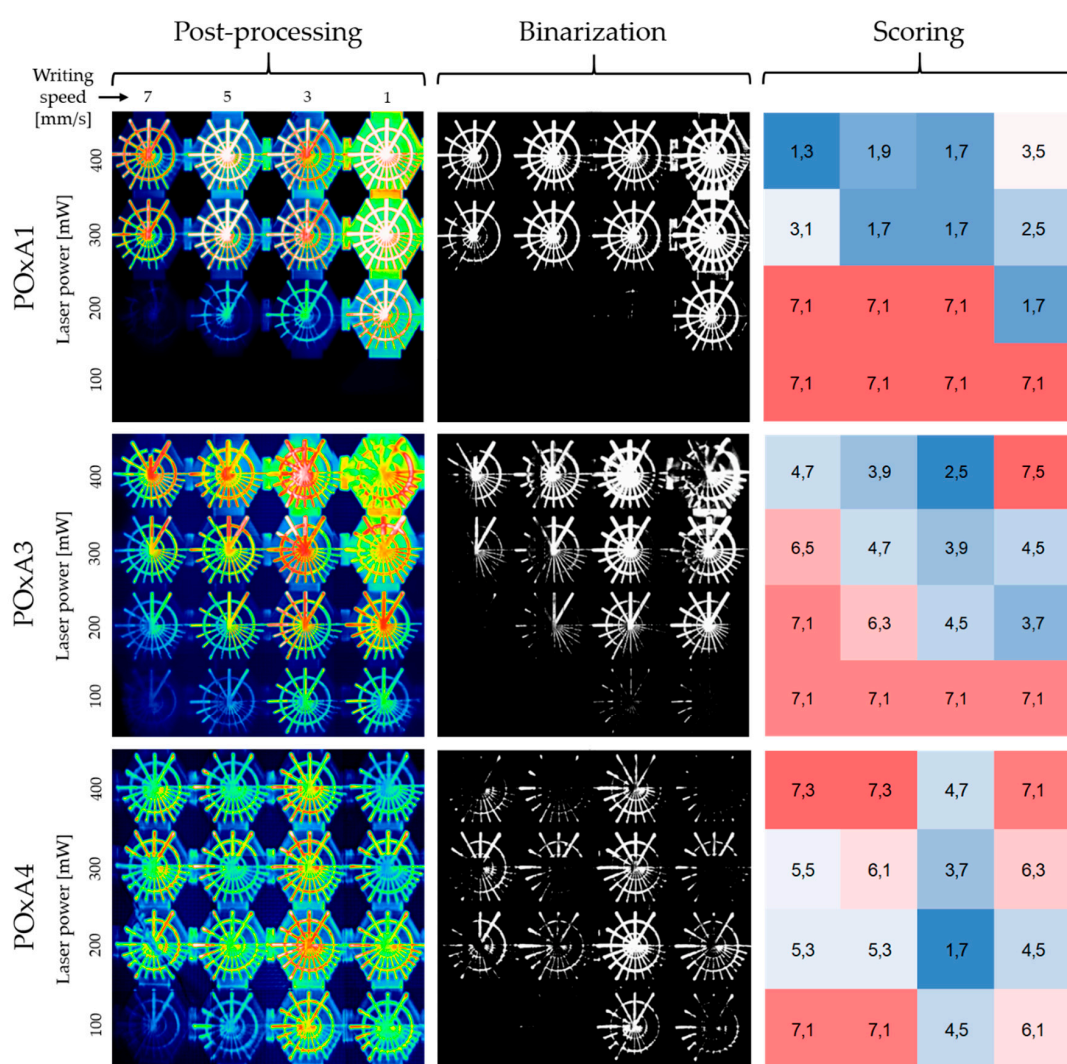 Post-processing Binarization Scoring
Writing
speed
[mm/s]
7 5 3 1
POxA1
Laser power [mW]
400
300
200
100
1,3 1,9 1,7 3,5
3,1 1,7 1,7 2,5
7,1 7,1 7,1 1,7
7,1 7,1 7,1 7,1
POxA3
Laser power [mW]
400
300
200
100
4,7 3,9 2,5 7,5
6,5 4,7 3,9 4,5
7,1 6,3 4,5 3,7
7,1 7,1 7,1 7,1
POxA4
Laser power [mW]
400
300
200
100
7,3 7,3 4,7 7,1
5,5 6,1 3,7 6,3
5,3 5,3 1,7 4,5
7,1 7,1 4,5 6,1